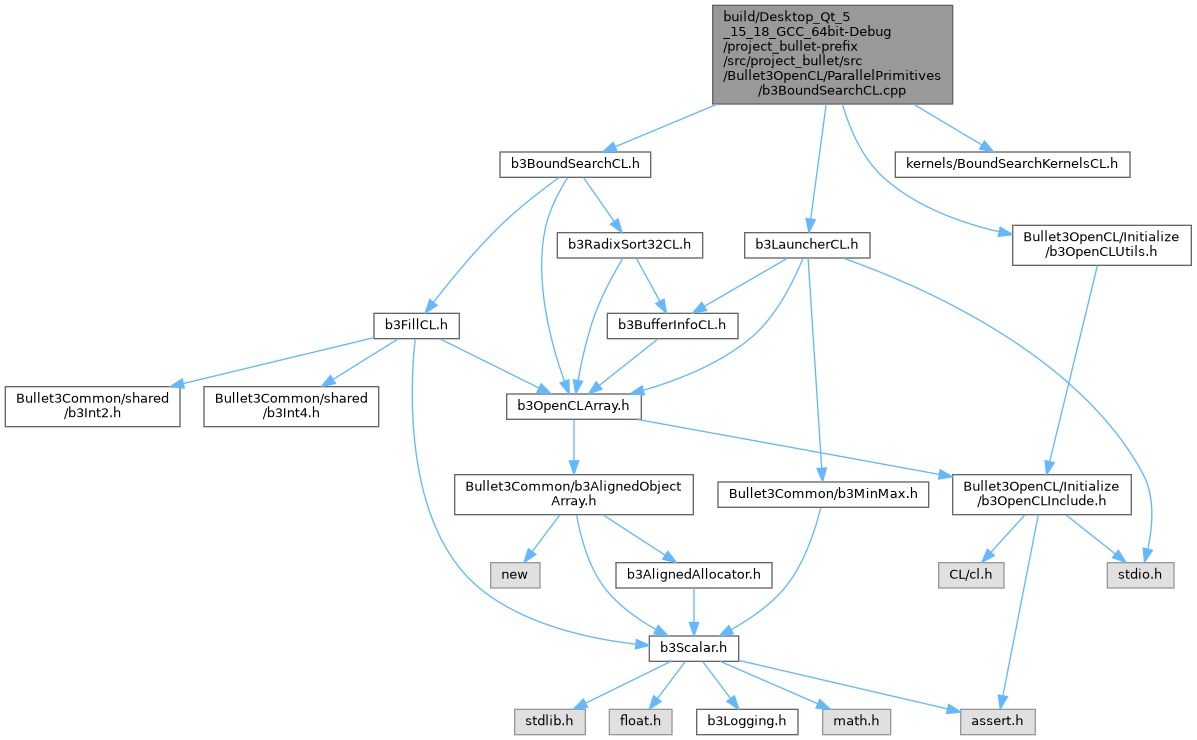 build/Desktop_Qt_5
_15_18_GCC_64bit-Debug
/project_bullet-prefix
/src/project_bullet/src
/Bullet3OpenCL/ParallelPrimitives
/b3BoundSearchCL.cpp
b3BoundSearchCL.h
kernels/BoundSearchKernelsCL.h
b3RadixSort32CL.h
b3LauncherCL.h
Bullet3OpenCL/Initialize
/b3OpenCLUtils.h
b3FillCL.h
b3BufferInfoCL.h
Bullet3Common/shared
/b3Int2.h
Bullet3Common/shared
/b3Int4.h
b3OpenCLArray.h
Bullet3Common/b3AlignedObject
Array.h
Bullet3Common/b3MinMax.h
Bullet3OpenCL/Initialize
/b3OpenCLInclude.h
new
b3AlignedAllocator.h
CL/cl.h
stdio.h
b3Scalar.h
stdlib.h
float.h
b3Logging.h
math.h
assert.h